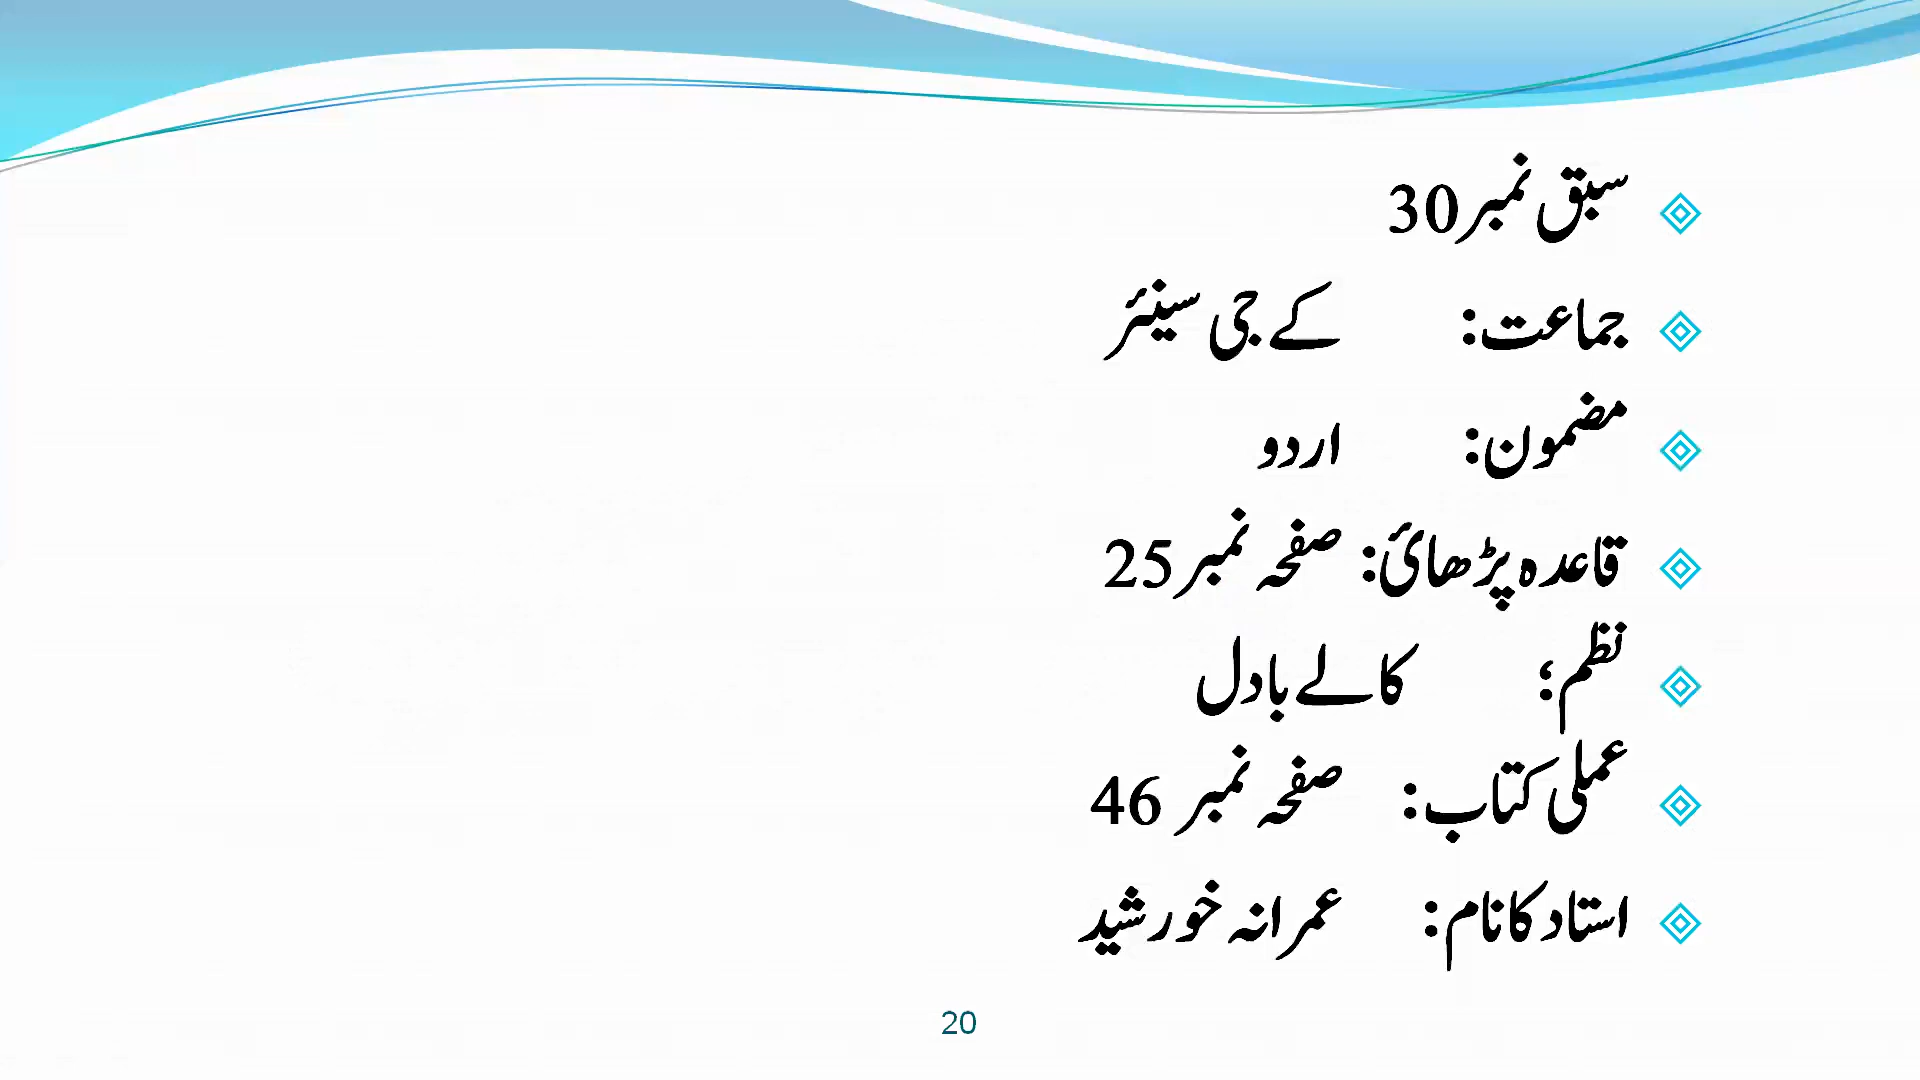 سبق نمبر30
جماعت: کے جی سینئر
مضمون: اردو
قاعدہ پڑھائ: صفحہ نمبر25
نظم؛ کالے بادل
عملی کتاب: صفحہ نمبر 46
استاد کا نام: عمرانہ خورشید
20